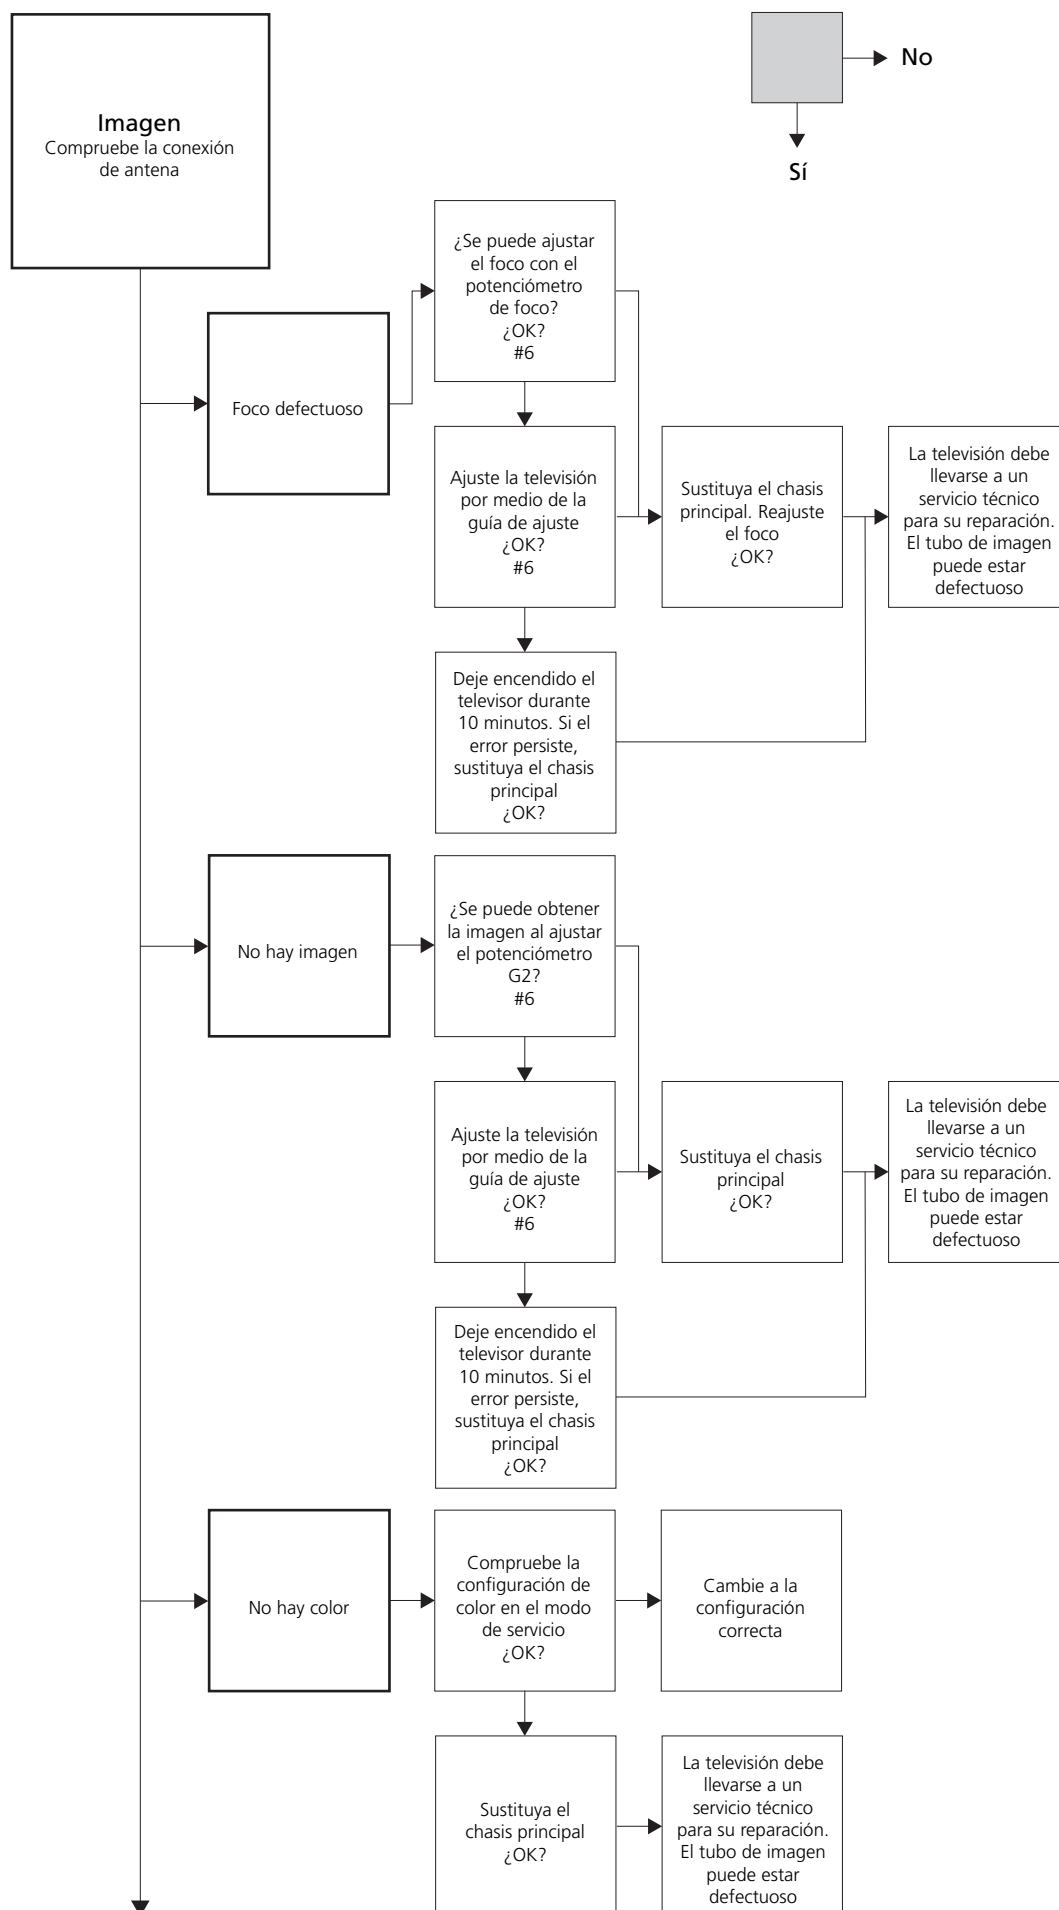 Imagen
Compruebe la conexión
de antena
No
Sí
¿Se puede ajustar
el foco con el
potenciómetro
de foco?
¿OK?
#6
Foco defectuoso
Ajuste la televisión
por medio de la
guía de ajuste
¿OK?
#6
Sustituya el chasis
principal. Reajuste
el foco
¿OK?
La televisión debe
llevarse a un
servicio técnico
para su reparación.
El tubo de imagen
puede estar
defectuoso
Deje encendido el
televisor durante
10 minutos. Si el
error persiste,
sustituya el chasis
principal
¿OK?
No hay imagen
¿Se puede obtener
la imagen al ajustar
el potenciómetro
G2?
#6
Ajuste la televisión
por medio de la
guía de ajuste
¿OK?
#6
Sustituya el chasis
principal
¿OK?
La televisión debe
llevarse a un
servicio técnico
para su reparación.
El tubo de imagen
puede estar
defectuoso
Deje encendido el
televisor durante
10 minutos. Si el
error persiste,
sustituya el chasis
principal
¿OK?
No hay color
Compruebe la
configuración de
color en el modo
de servicio
¿OK?
Cambie a la
configuración
correcta
Sustituya el
chasis principal
¿OK?
La televisión debe
llevarse a un
servicio técnico
para su reparación.
El tubo de imagen
puede estar
defectuoso